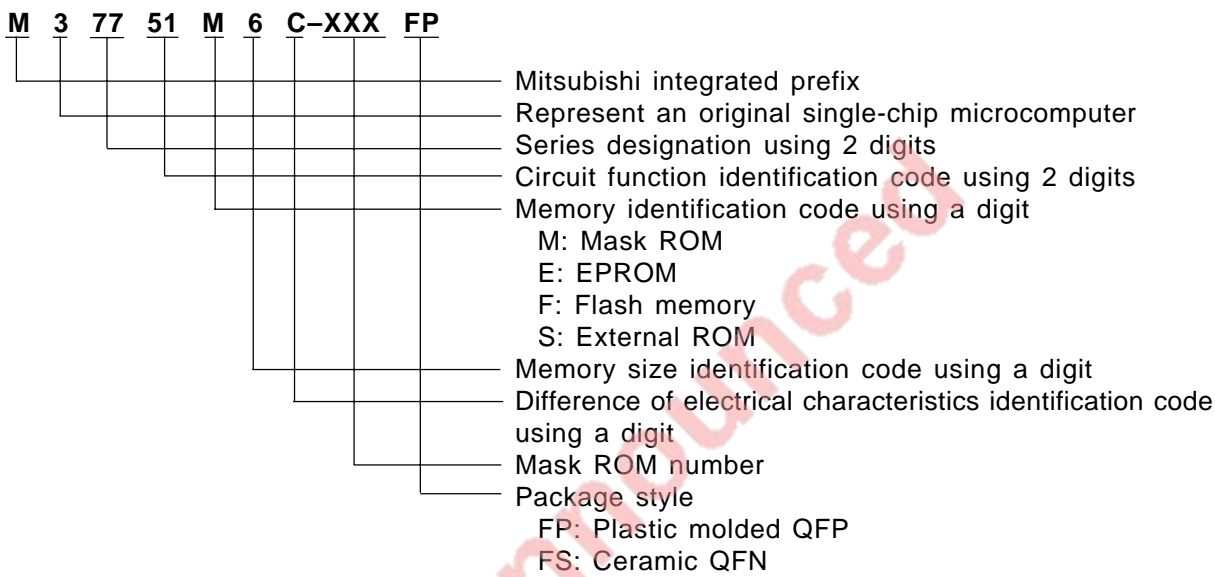 M 3 77 51 M 6 C–XXX FP
Mitsubishi integrated prefix
Represent an original single-chip microcomputer
Series designation using 2 digits
Circuit function identification code using 2 digits
Memory identification code using a digit
M: Mask ROM
E: EPROM
F: Flash memory
S: External ROM
Memory size identification code using a digit
Difference of electrical characteristics identification code
using a digit
Mask ROM number
Package style
FP: Plastic molded QFP
FS: Ceramic QFN
nnounced